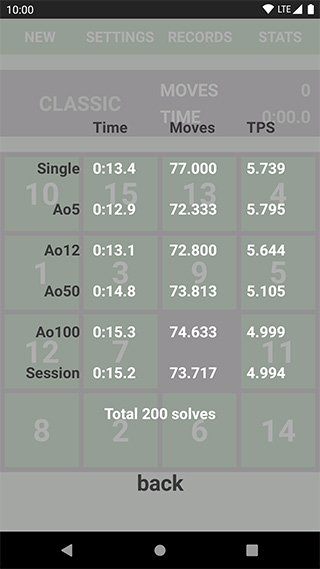 10:00 LTE
NEW SETTINGS RECORDS STATS
CLASSIC MOVES 0
TIME 0:00.0
Time Moves TPS
Single 0:13.4 77.000 5.739
10 15 13 4
Ao5 0:12.9 72.333 5.795
Ao12 0:13.1 72.800 5.644
1 3 9 5
Ao50 0:14.8 73.813 5.105
Ao100 0:15.3 74.633 4.999
12 7 11
Session 0:15.2 73.717 4.994
Total 200 solves
8 2 6 14
back